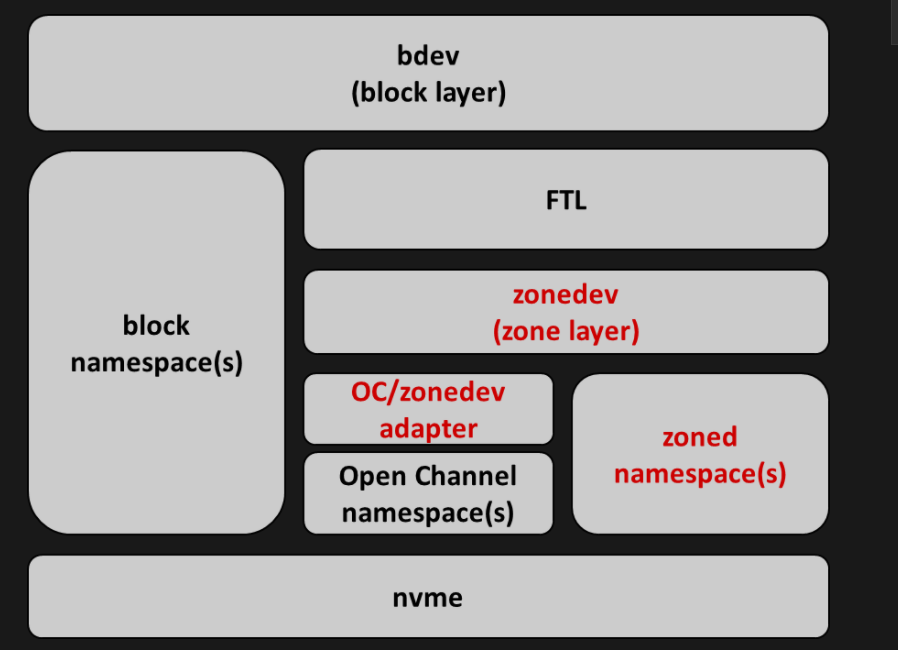 bdev
(block layer)
FTL
zonedev
(zone layer)
block
namespace(s)
OC/zonedev
adapter
zoned
namespace(s)
Open Channel
namespace(s)
nvme